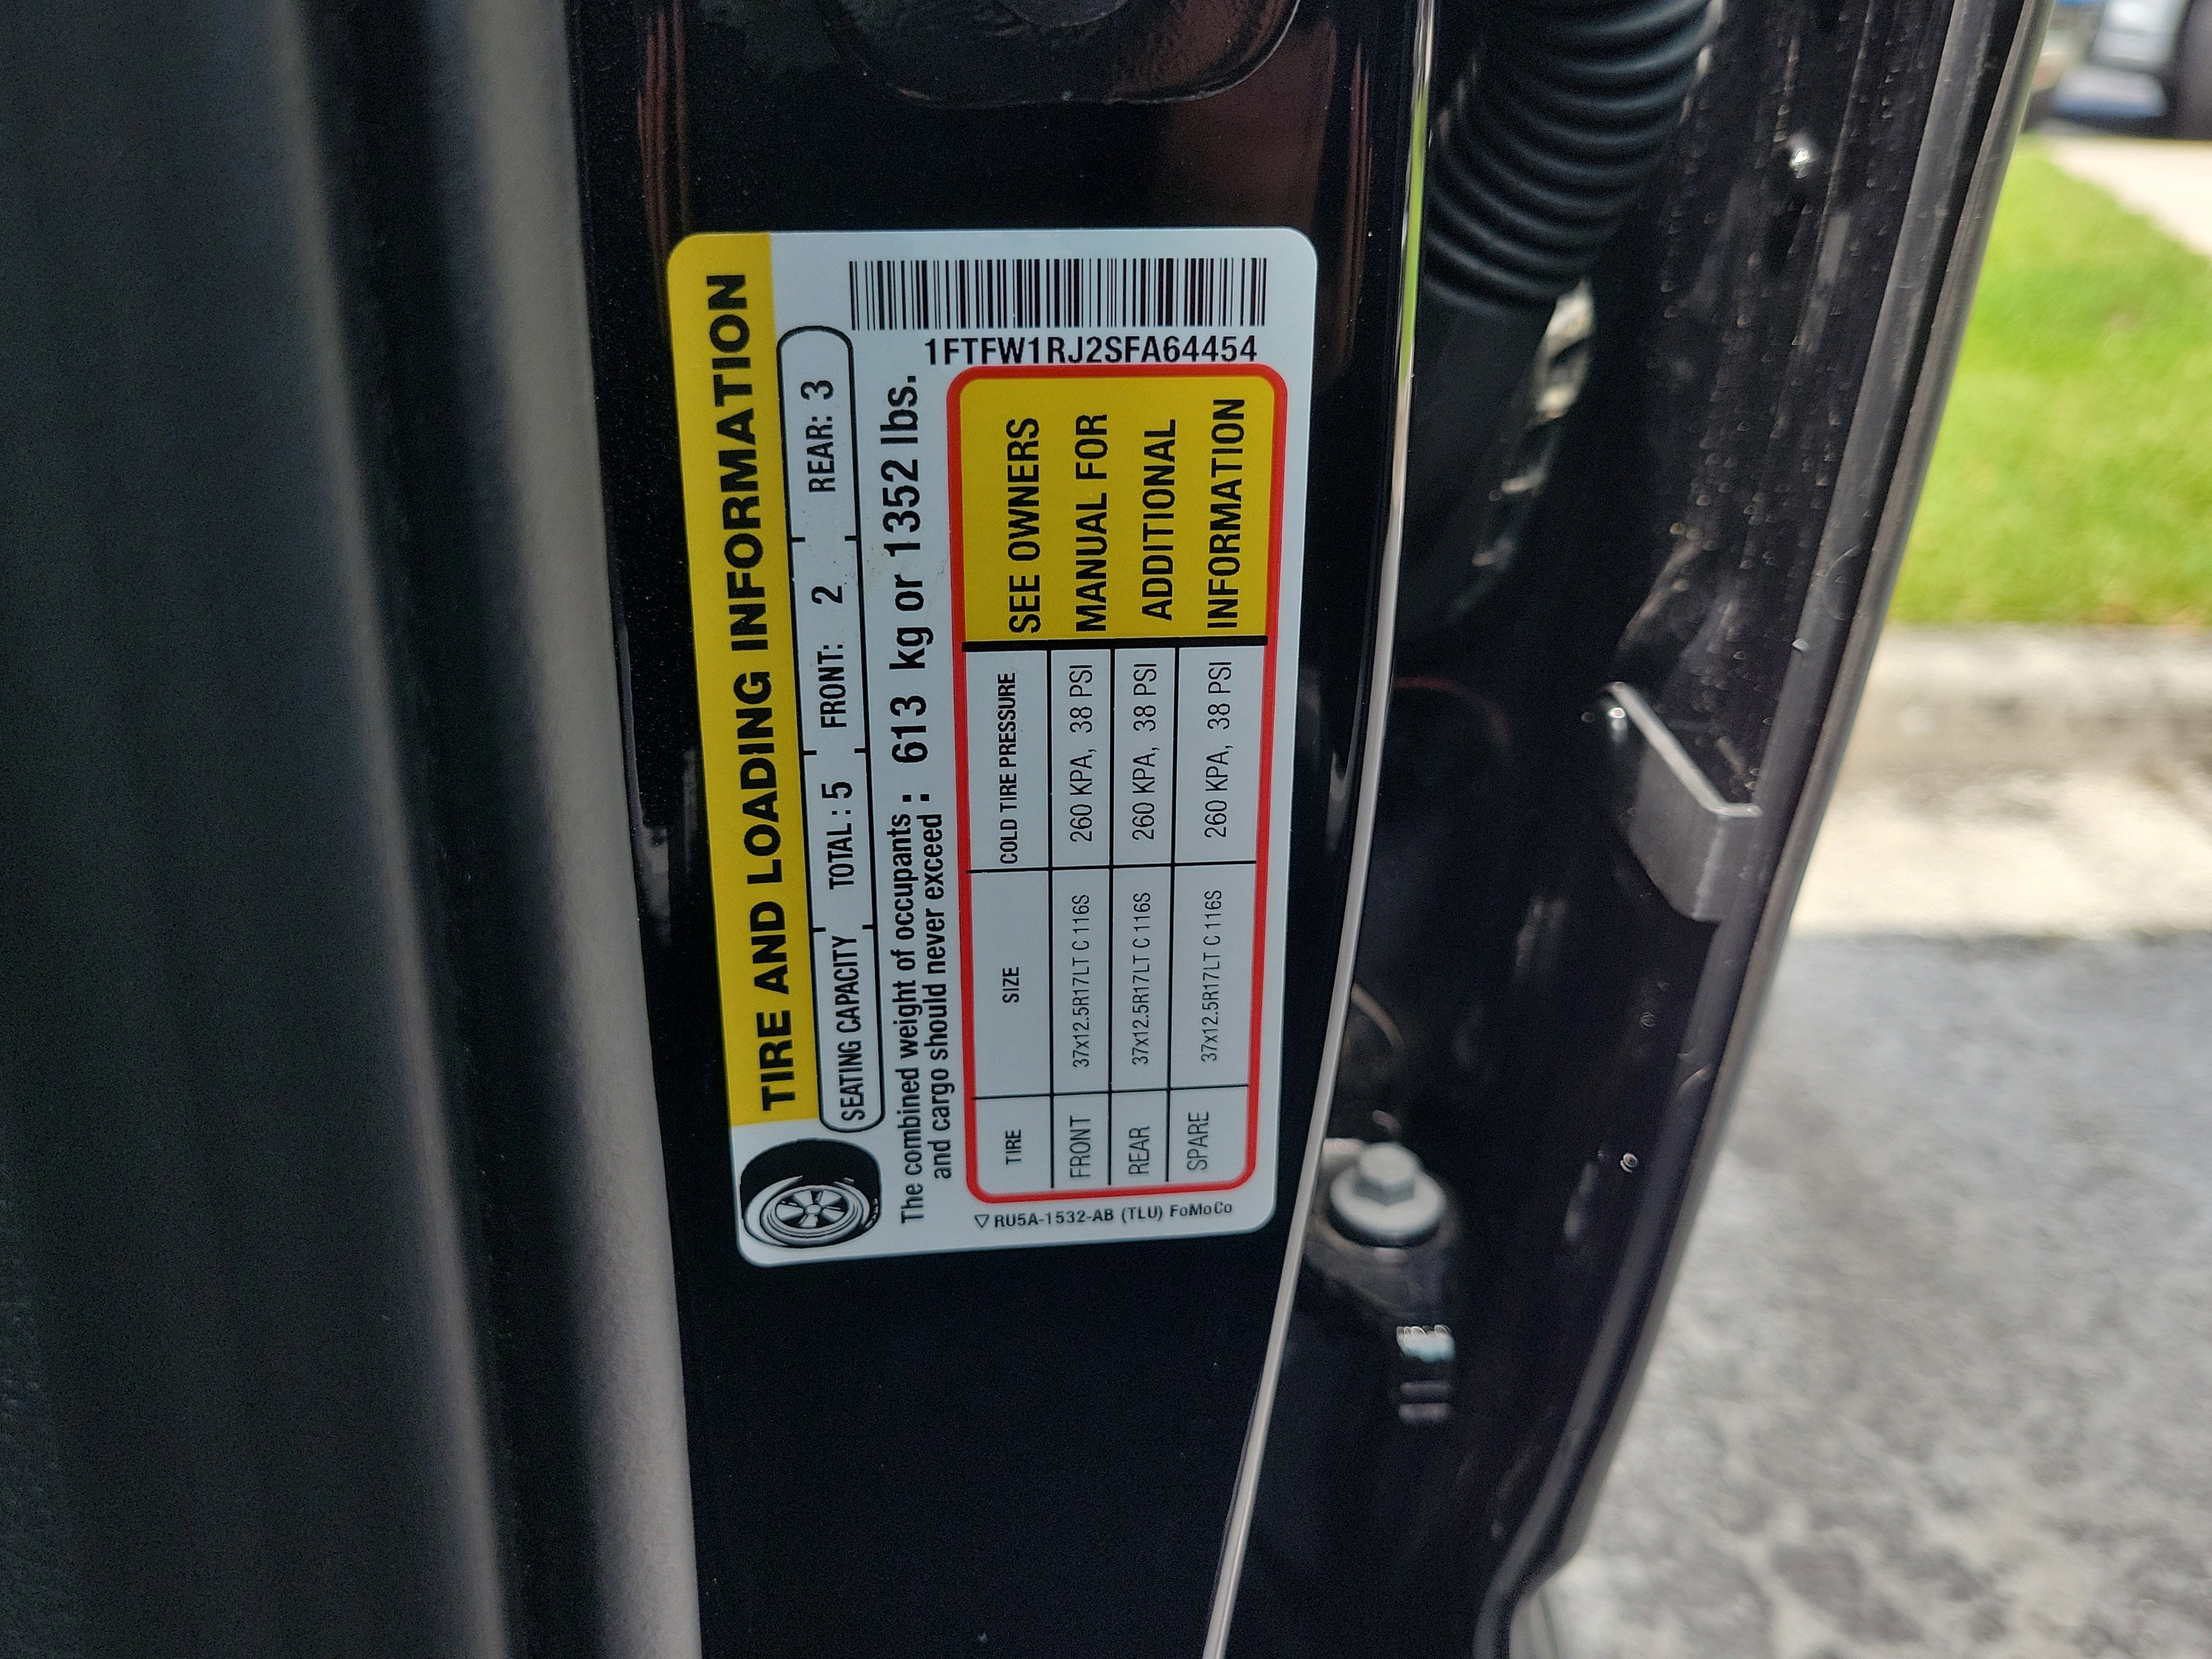 TIRE AND LOADING INFORMATION
SEATING CAPACITY TOTAL : 5 FRONT: 2 REAR: 3
The combined weight of occupants : 613 kg or 1352 lbs.
and cargo should never exceed :
1FTFW1RJ2SFA64454
TIRE SIZE COLD TIRE PRESSURE
FRONT 37x12.5R17LT C 116S 260 KPA, 38 PSI
REAR 37x12.5R17LT C 116S 260 KPA, 38 PSI
SPARE 37x12.5R17LT C 116S 260 KPA, 38 PSI
SEE OWNERS
MANUAL FOR
ADDITIONAL
INFORMATION
▽ RU5A-1532-AB (TLU) FoMoCo